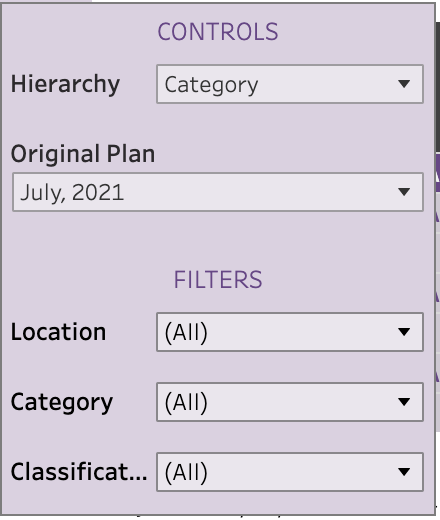 CONTROLS
Hierarchy Category
Original Plan
July, 2021
FILTERS
Location (All)
Category (All)
Classificat... (All)